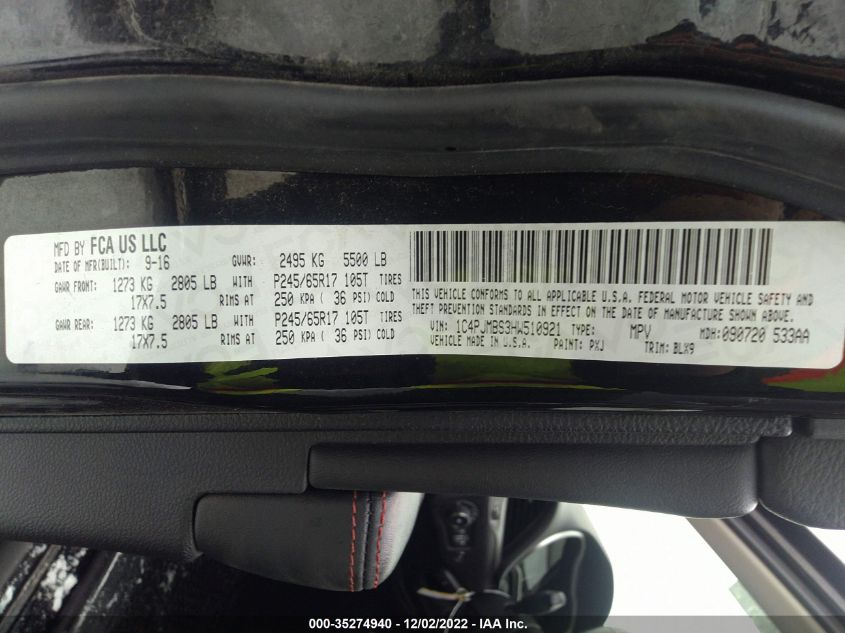 MFD BY FCA US LLC
DATE OF MFR(BUILT): 9-16 GVWR: 2495 KG 5500 LB
GAWR FRONT: 1273 KG 2805 LB WITH P245/65R17 105T TIRES
17X7.5 RIMS AT 250 KPA ( 36 PSI) COLD
GAWR REAR: 1273 KG 2805 LB WITH P245/65R17 105T TIRES
17X7.5 RIMS AT 250 KPA ( 36 PSI) COLD
THIS VEHICLE CONFORMS TO ALL APPLICABLE U.S.A. FEDERAL MOTOR VEHICLE SAFETY AND
THEFT PREVENTION STANDARDS IN EFFECT ON THE DATE OF MANUFACTURE SHOWN ABOVE.
VIN: 1C4PJMBS3HW510921 TYPE: MPV MDH: 090720 533AA
VEHICLE MADE IN U.S.A. PAINT: PXJ TRIM: BLX9
000-35274940 - 12/02/2022 - IAA Inc.